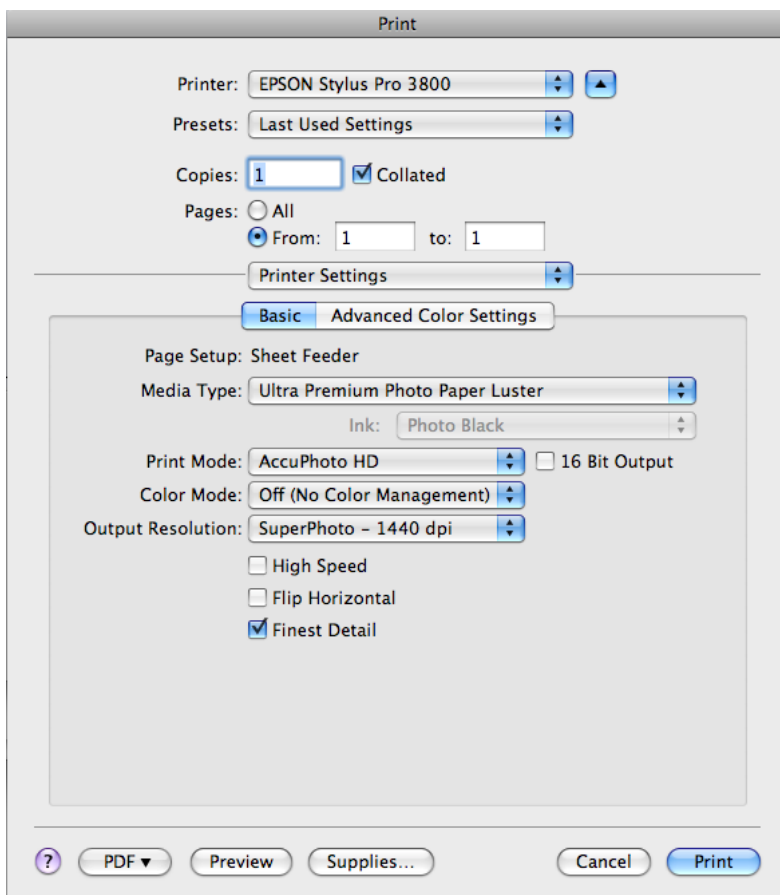 Print
Printer: EPSON Stylus Pro 3800
Presets: Last Used Settings
Copies: 1 Collated
Pages: All
From: 1 to: 1
Printer Settings
Basic Advanced Color Settings
Page Setup: Sheet Feeder
Media Type: Ultra Premium Photo Paper Luster
Ink: Photo Black
Print Mode: AccuPhoto HD 16 Bit Output
Color Mode: Off (No Color Management)
Output Resolution: SuperPhoto – 1440 dpi
High Speed
Flip Horizontal
Finest Detail
? PDF Preview Supplies... Cancel Print